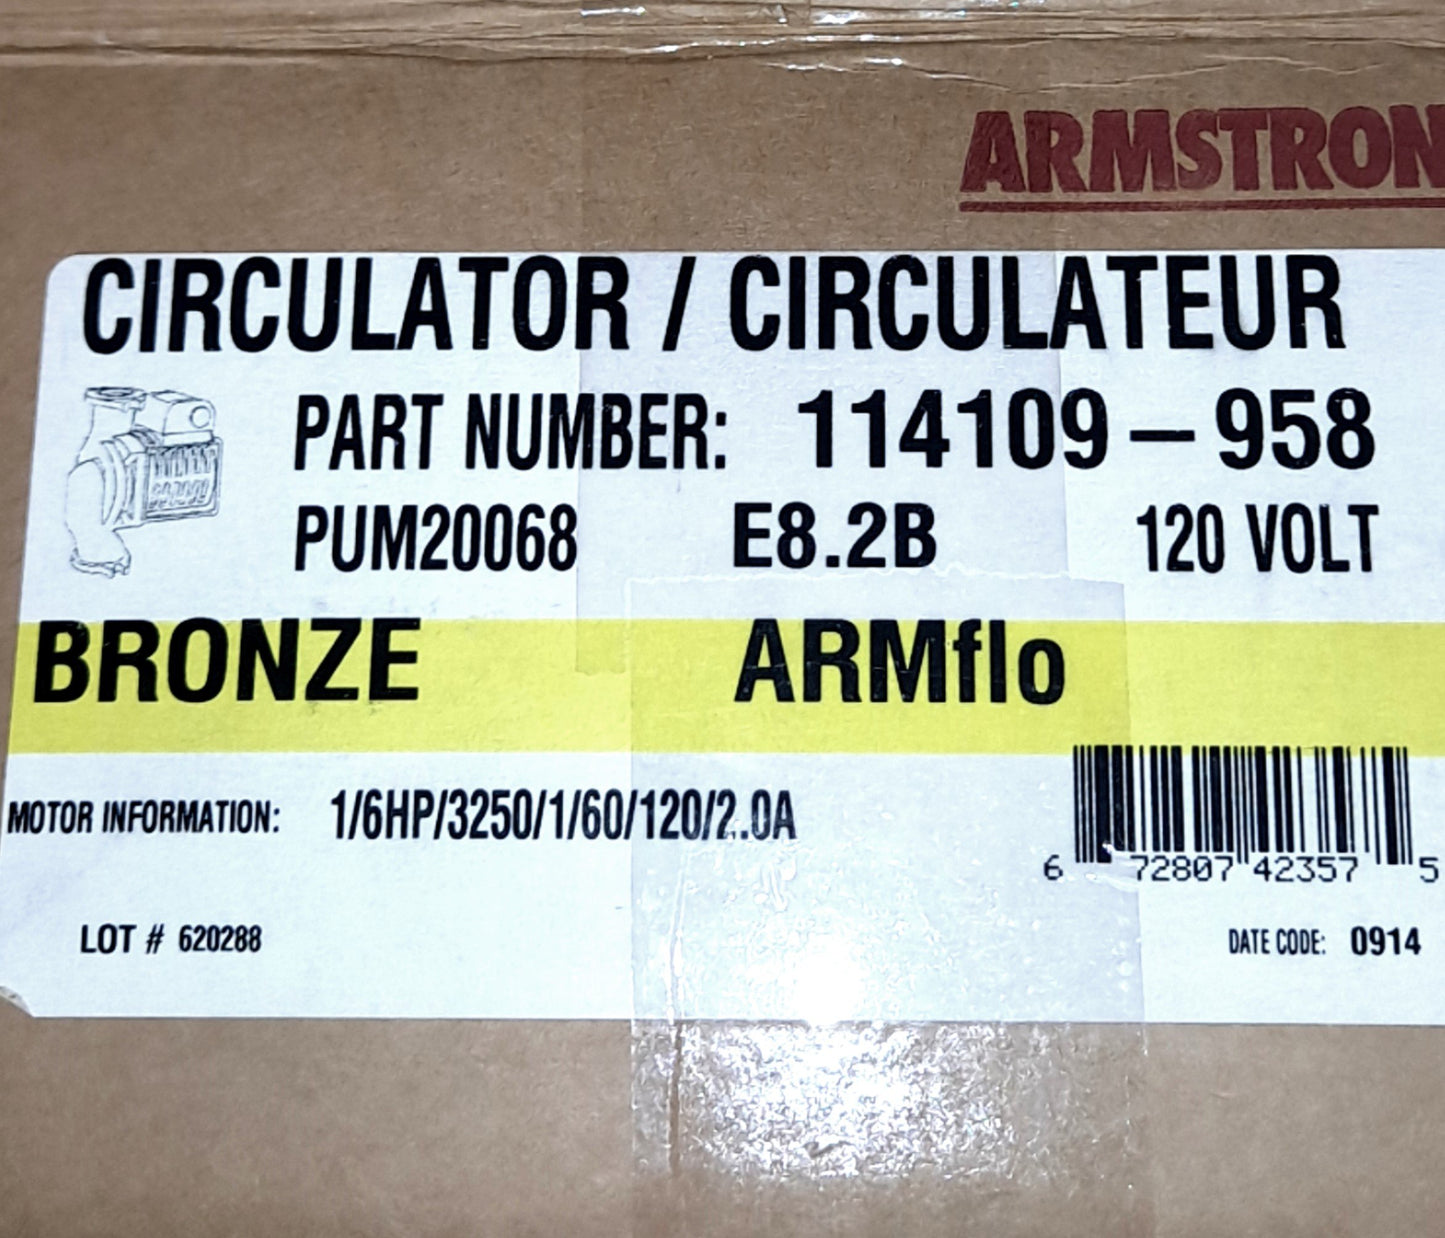 ARMSTRON
CIRCULATOR / CIRCULATEUR
PART NUMBER: 114109-958
PUM20068 E8.2B 120 VOLT
BRONZE ARMflo
MOTOR INFORMATION: 1/6HP/3250/1/60/120/2.0A
6 72807 42357 5
LOT # 620288 DATE CODE: 0914